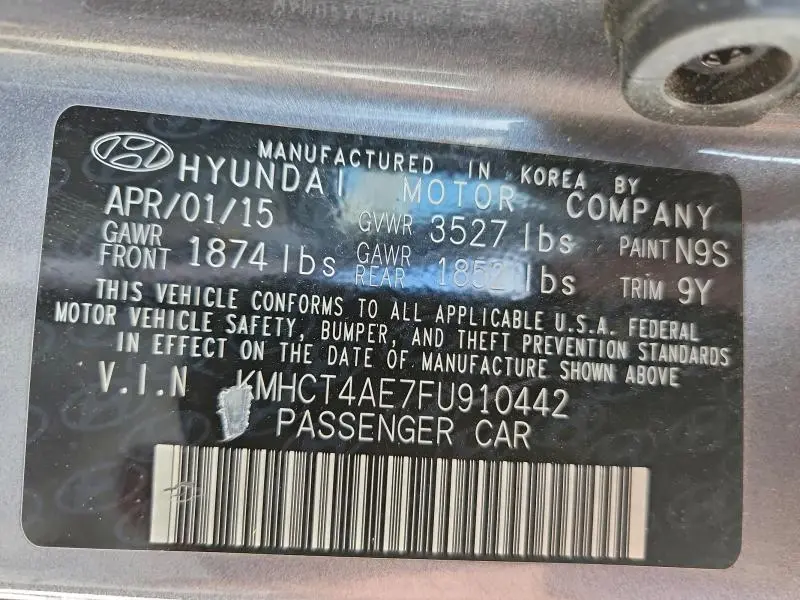 MANUFACTURED IN KOREA BY
HYUNDAI MOTOR COMPANY
APR/01/15 GVWR 3527 lbs PAINT N9S
GAWR FRONT 1874 lbs GAWR REAR 1852 lbs TRIM 9Y
THIS VEHICLE CONFORMS TO ALL APPLICABLE U.S.A. FEDERAL
MOTOR VEHICLE SAFETY, BUMPER, AND THEFT PREVENTION STANDARDS
IN EFFECT ON THE DATE OF MANUFACTURE SHOWN ABOVE
V.I.N KMHCT4AE7FU910442
PASSENGER CAR